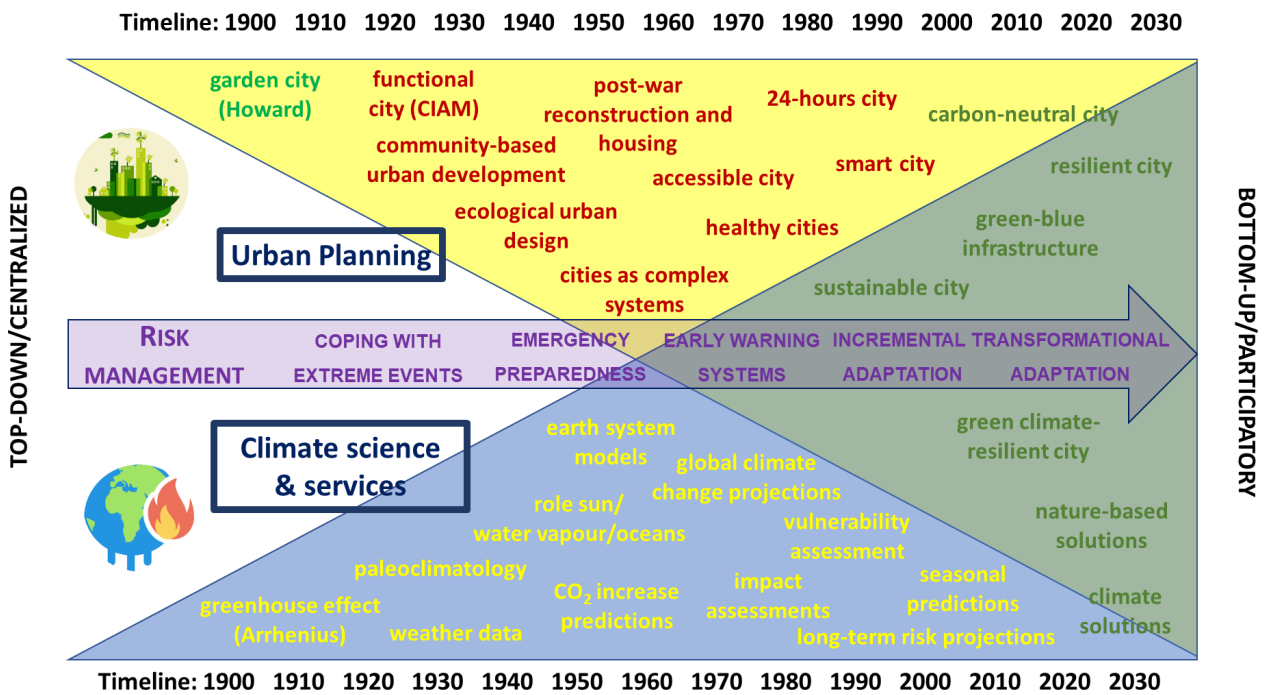 Timeline: 1900 1910 1920 1930 1940 1950 1960 1970 1980 1990 2000 2010 2020 2030
garden city
(Howard)
functional
city (CIAM)
post-war
reconstruction and
housing
24-hours city
carbon-neutral city
community-based
urban development
accessible city
smart city
resilient city
ecological urban
design
healthy cities
green-blue
infrastructure
Urban Planning
cities as complex
systems
sustainable city
TOP-DOWN/CENTRALIZED
BOTTOM-UP/PARTICIPATORY
RISK
MANAGEMENT
COPING WITH
EXTREME EVENTS
EMERGENCY
PREPAREDNESS
EARLY WARNING
SYSTEMS
INCREMENTAL
ADAPTATION
TRANSFORMATIONAL
ADAPTATION
Climate science
& services
earth system
models
global climate
change projections
green climate-
resilient city
role sun/
water vapour/oceans
vulnerability
assessment
nature-based
solutions
paleoclimatology
CO₂ increase
predictions
impact
assessments
seasonal
predictions
climate
solutions
greenhouse effect
(Arrhenius)
weather data
long-term risk projections
Timeline: 1900 1910 1920 1930 1940 1950 1960 1970 1980 1990 2000 2010 2020 2030